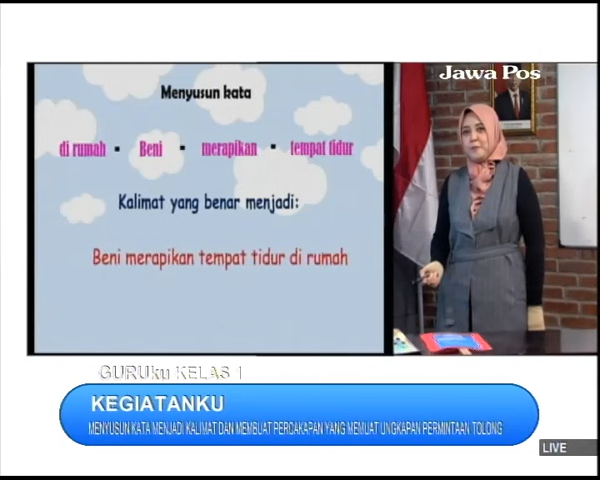 Jawa Pos
Menyusun kata
di rumah - Beni - merapikan - tempat tidur
Kalimat yang benar menjadi:
Beni merapikan tempat tidur di rumah
GURUku KELAS 1
KEGIATANKU
MENYUSUN KATA MENJADI KALIMAT DAN MEMBUAT PERCAKAPAN YANG MEMUAT UNGKAPAN PERMINTAAN TOLONG
LIVE